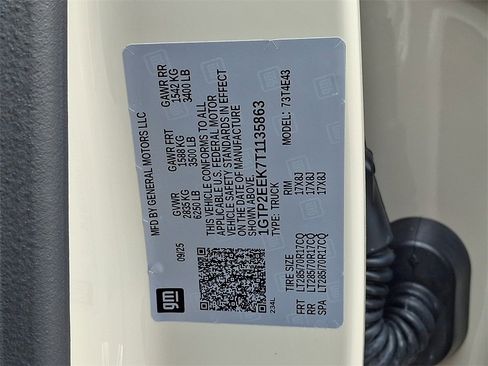 MFD BY GENERAL MOTORS LLC
GVWR GAWR FRT GAWR RR
09/25 2835 KG 1588 KG 1542 KG
6250 LB 3500 LB 3400 LB
THIS VEHICLE CONFORMS TO ALL
APPLICABLE U.S. FEDERAL MOTOR
VEHICLE SAFETY STANDARDS IN EFFECT
ON THE DATE OF MANUFACTURE
SHOWN ABOVE.
1GTP2EEK7T1135863
TYPE: TRUCK MODEL: 73T4E43
gm
234L
TIRE SIZE RIM
FRT LT285/70R17CQ 17X8J
RR LT285/70R17CQ 17X8J
SPA LT285/70R17CQ 17X8J